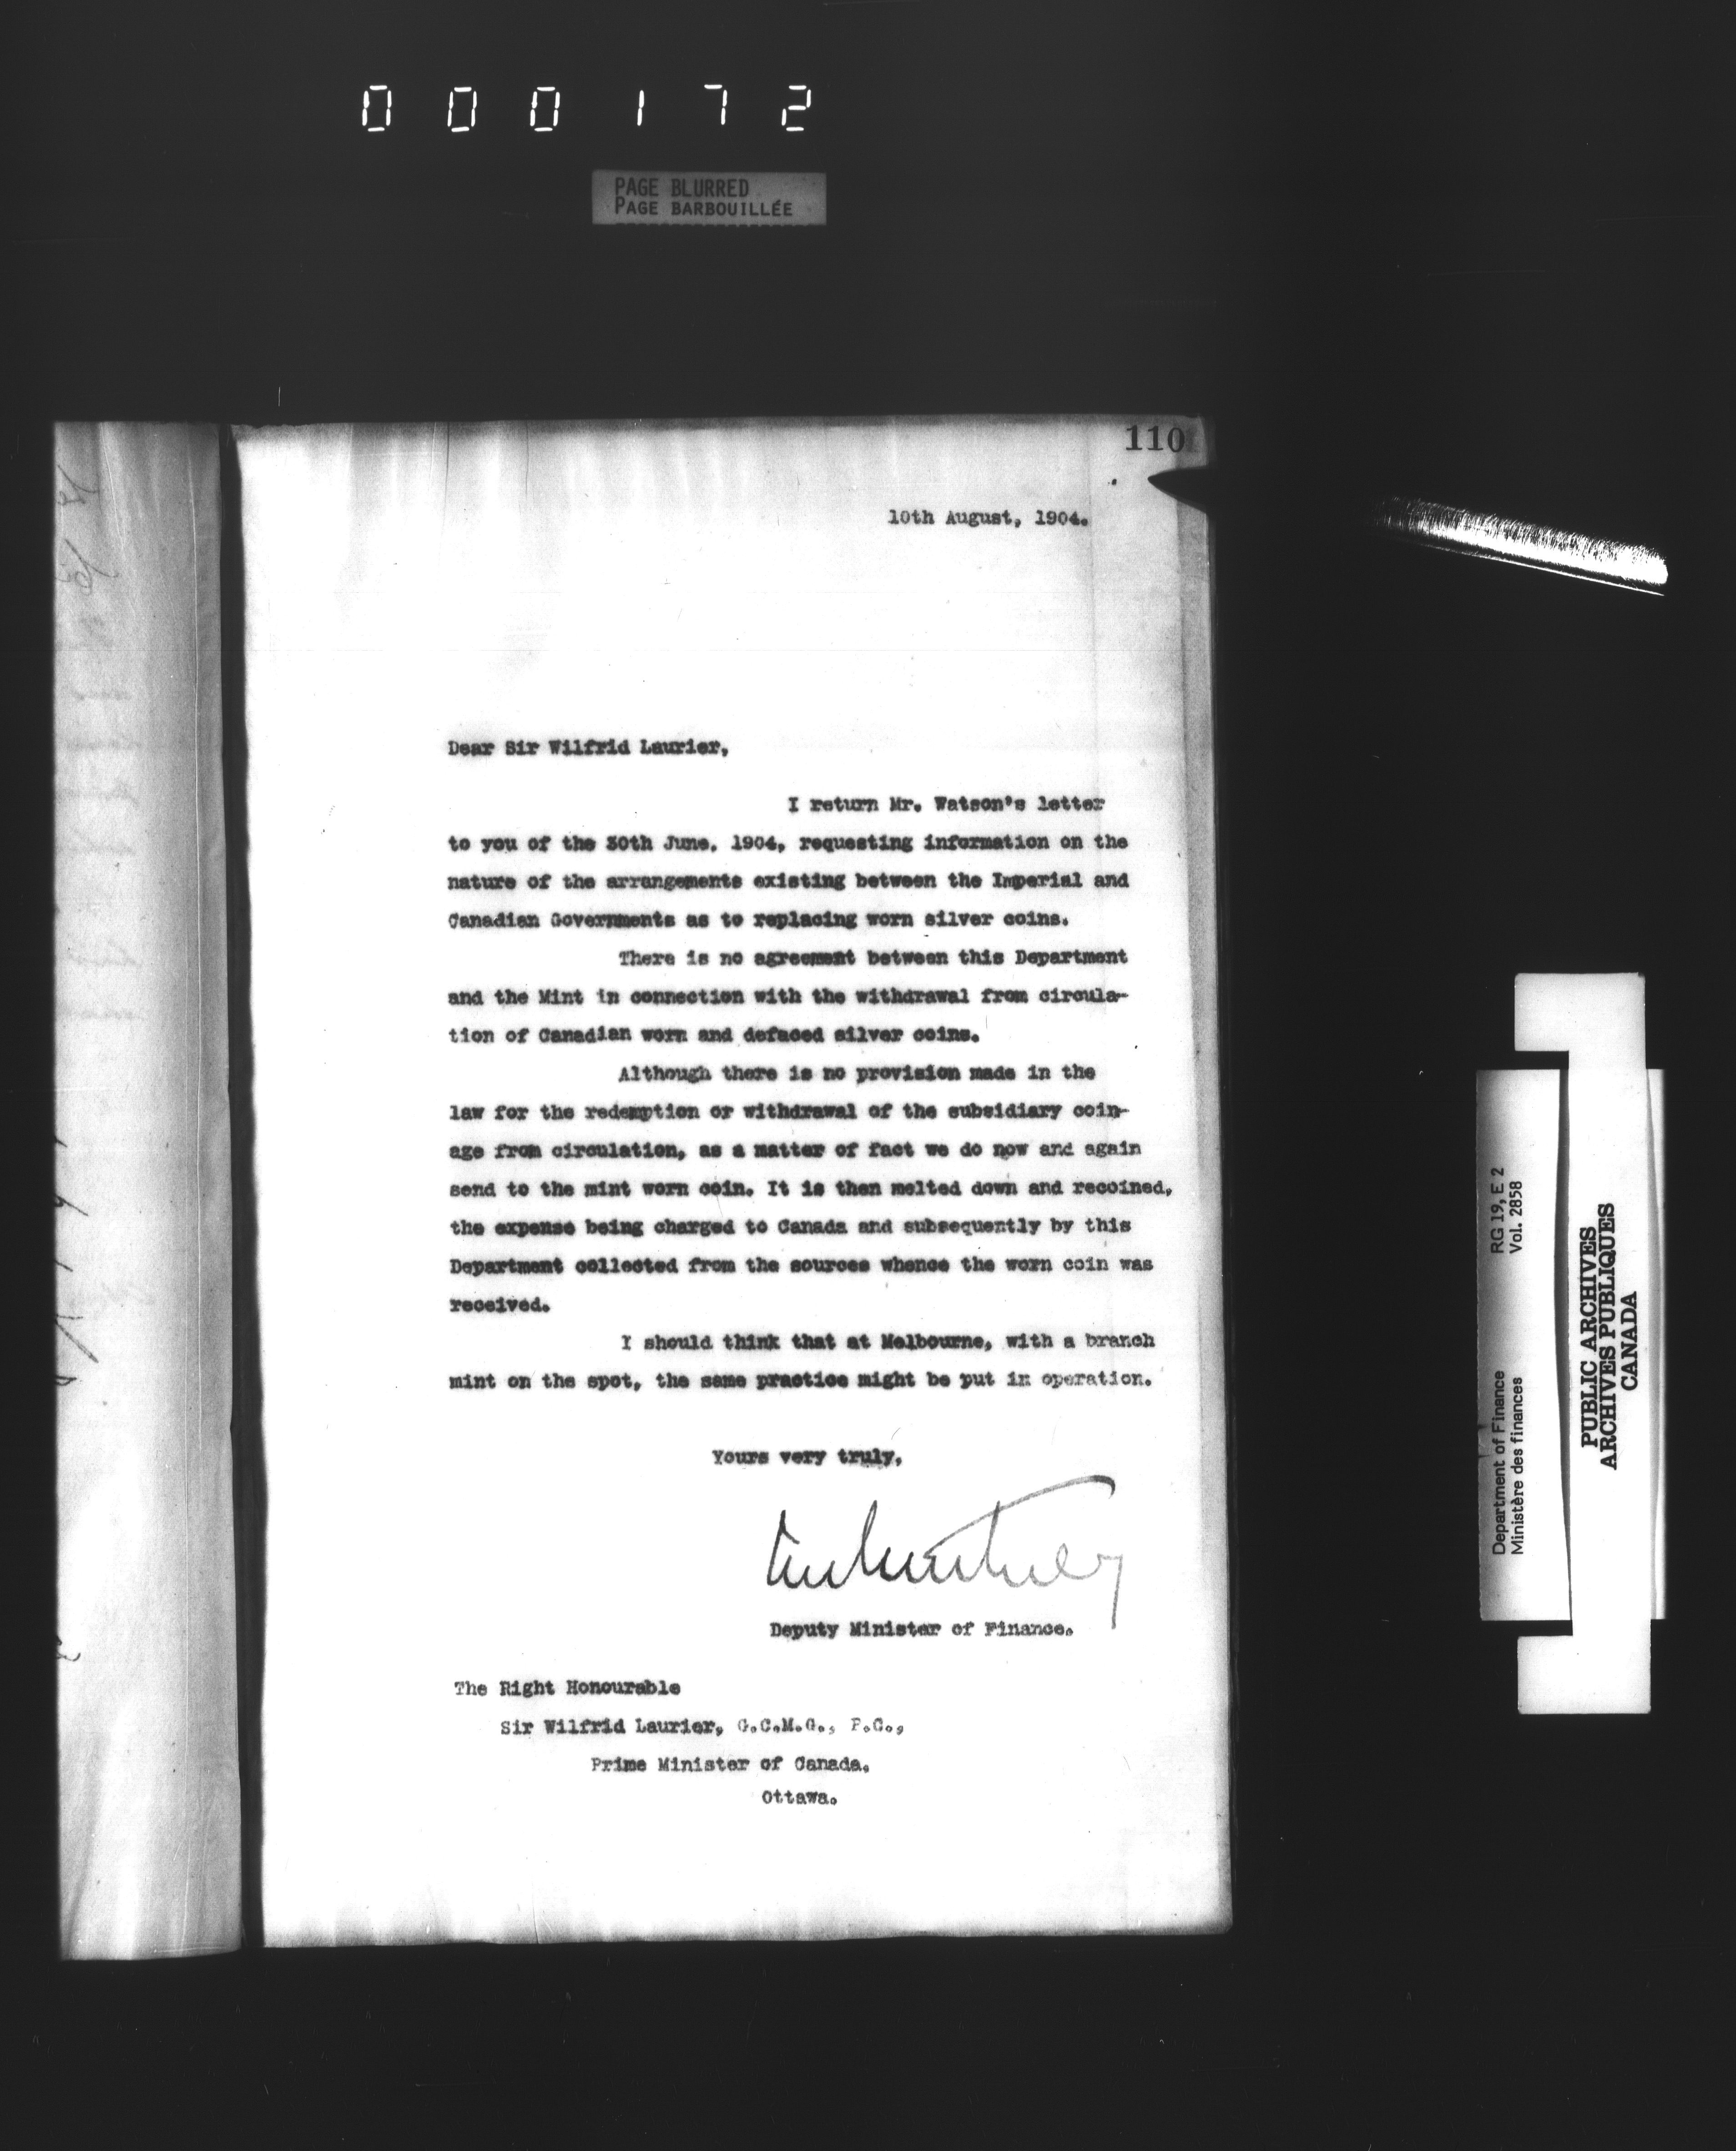 000172
PAGE BLURRED
PAGE BARBOUILLÉE
110
10th August, 1904.
Dear Sir Wilfrid Laurier,
I return Mr. Watson's letter
to you of the 30th June, 1904, requesting information on the
nature of the arrangements existing between the Imperial and
Canadian Governments as to replacing worn silver coins.
There is no agreement between this Department
and the Mint in connection with the withdrawal from circula-
tion of Canadian worn and defaced silver coins.
Although there is no provision made in the
law for the redemption or withdrawal of the subsidiary coin-
age from circulation, as a matter of fact we do now and again
send to the mint worn coin. It is then melted down and recoined,
the expense being charged to Canada and subsequently by this
Department collected from the sources whence the worn coin was
received.
I should think that at Melbourne, with a branch
mint on the spot, the same practice might be put in operation.
Yours very truly,
Deputy Minister of Finance.
The Right Honourable
Sir Wilfrid Laurier, G.C.M.G., P.C.,
Prime Minister of Canada.
Ottawa.
Department of Finance RG 19, E 2
Ministère des finances Vol. 2858
PUBLIC ARCHIVES
ARCHIVES PUBLIQUES
CANADA